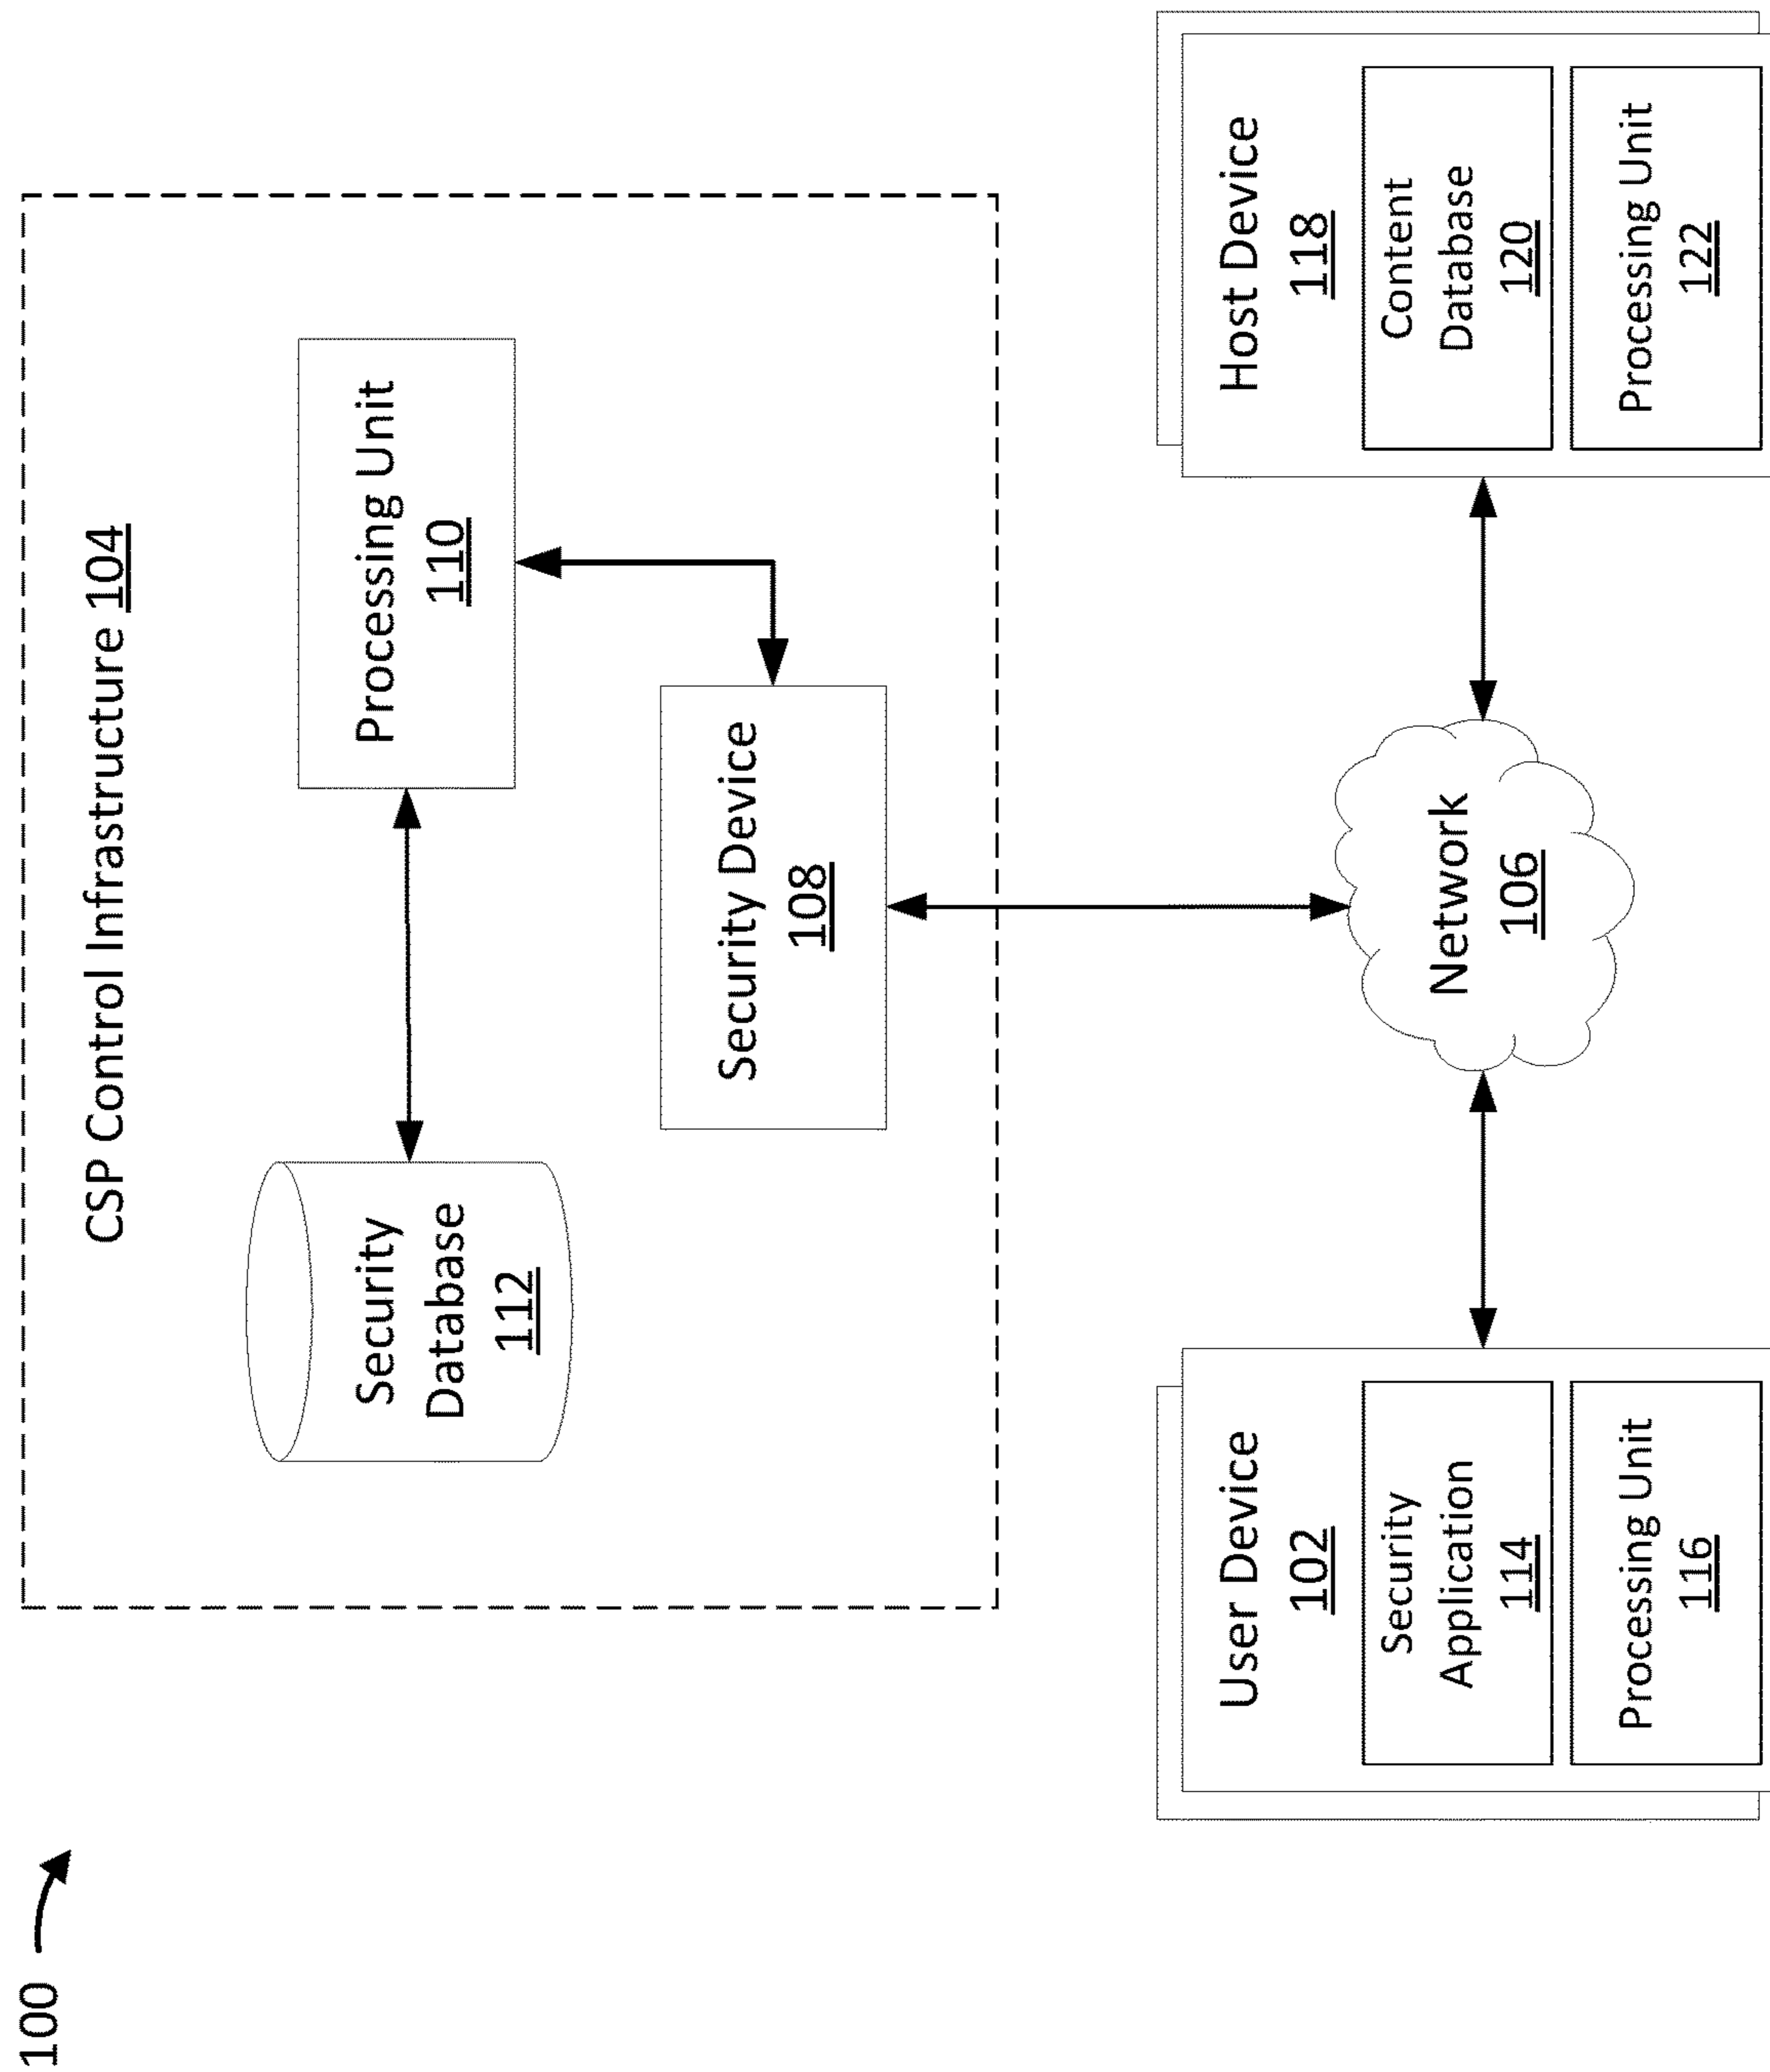 100
CSP Control Infrastructure 104
Security
Database
112
Processing Unit
110
Security Device
108
User Device
102
Security
Application
114
Processing Unit
116
Network
106
Host Device
118
Content
Database
120
Processing Unit
122